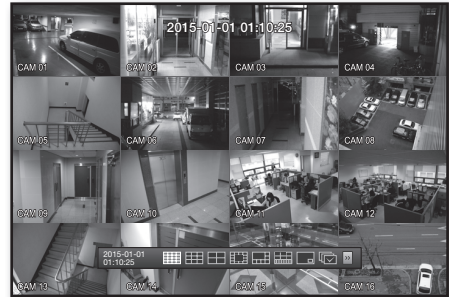 2015-01-01 01:10:25
CAM 01
CAM 02
CAM 03
CAM 04
CAM 05
CAM 06
CAM 07
CAM 08
CAM 09
CAM 10
CAM 11
CAM 12
2015-01-01
01:10:25
CAM 13
CAM 14
CAM 15
CAM 16